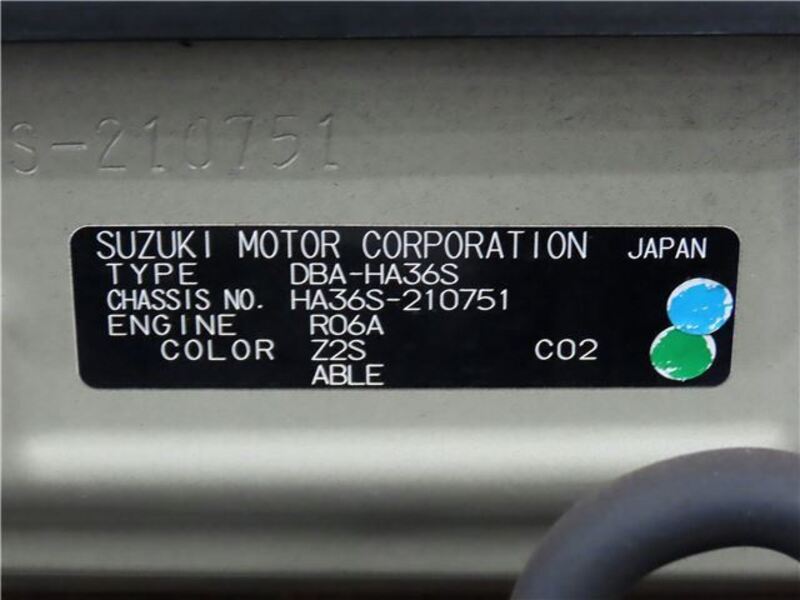 S-210751
SUZUKI MOTOR CORPORATION JAPAN
TYPE DBA-HA36S
CHASSIS NO. HA36S-210751
ENGINE R06A
COLOR Z2S C02
ABLE